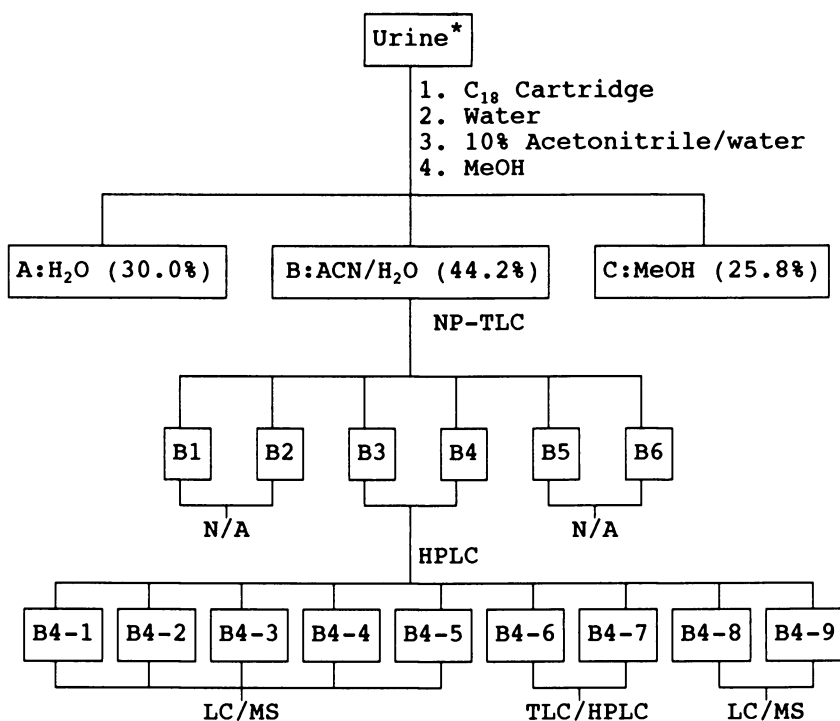 Urine*
1. C₁₈ Cartridge
2. Water
3. 10% Acetonitrile/water
4. MeOH
A:H₂O (30.0%) B:ACN/H₂O (44.2%) C:MeOH (25.8%)
NP-TLC
B1 B2 B3 B4 B5 B6
N/A N/A
HPLC
B4-1 B4-2 B4-3 B4-4 B4-5 B4-6 B4-7 B4-8 B4-9
LC/MS TLC/HPLC LC/MS